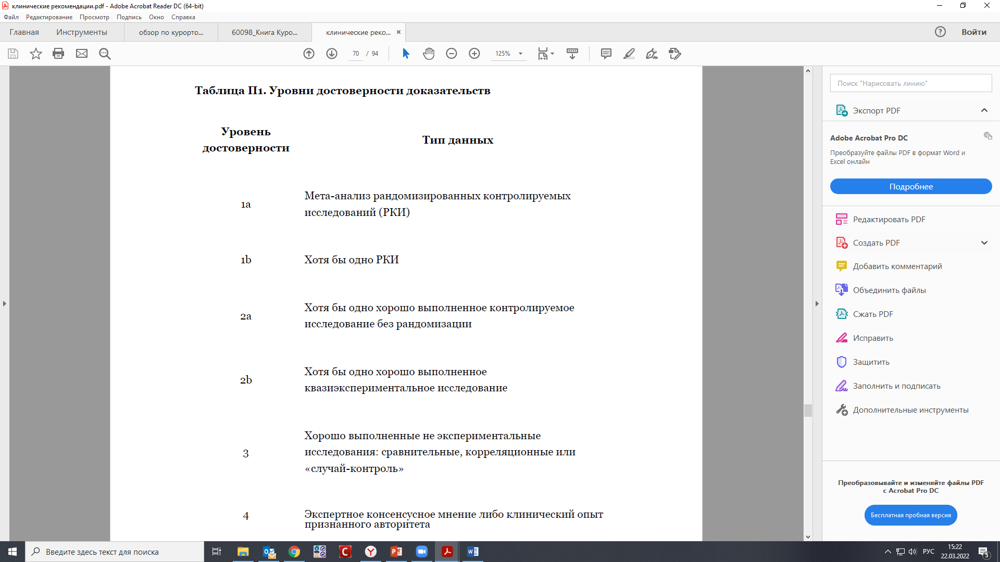 клинические рекомендации.pdf - Adobe Acrobat Reader DC (64-bit)
Файл Редактирование Просмотр Подпись Окно Справка
Главная Инструменты обзор по курорто... 60098_Книга Куро... клинические реко... × Войти
70 / 94 125%
Таблица П1. Уровни достоверности доказательств
Уровень
достоверности
Тип данных
1a
Мета-анализ рандомизированных контролируемых
исследований (РКИ)
1b
Хотя бы одно РКИ
2a
Хотя бы одно хорошо выполненное контролируемое
исследование без рандомизации
2b
Хотя бы одно хорошо выполненное
квазиэкспериментальное исследование
3
Хорошо выполненные не экспериментальные
исследования: сравнительные, корреляционные или
«случай-контроль»
4
Экспертное консенсусное мнение либо клинический опыт
признанного авторитета
Поиск "Нарисовать линию"
Экспорт PDF
Adobe Acrobat Pro DC
Преобразуйте файлы PDF в формат Word и
Excel онлайн
Подробнее
Редактировать PDF
Создать PDF
Добавить комментарий
Объединить файлы
Сжать PDF
Исправить
Защитить
Заполнить и подписать
Дополнительные инструменты
Преобразовывайте и изменяйте файлы PDF
с Acrobat Pro DC
Бесплатная пробная версия
Введите здесь текст для поиска
РУС
15:22
22.03.2022
5